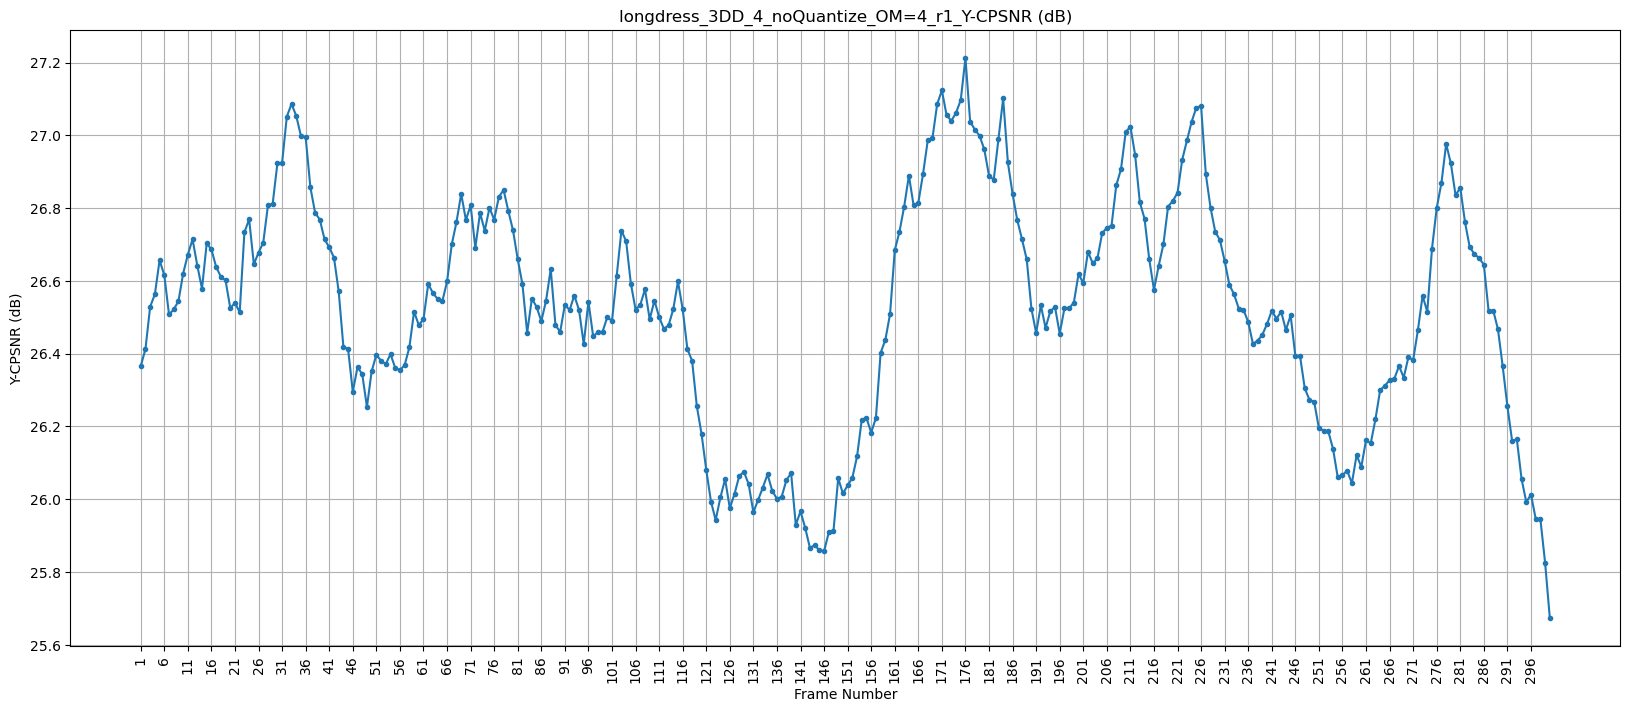 longdress_3DD_4_noQuantize_OM=4_r1_Y-CPSNR (dB)
Y-CPSNR (dB)
27.2
27.0
26.8
26.6
26.4
26.2
26.0
25.8
25.6
1 6 11 16 21 26 31 36 41 46 51 56 61 66 71 76 81 86 91 96 101 106 111 116 121 126 131 136 141 146 151 156 161 166 171 176 181 186 191 196 201 206 211 216 221 226 231 236 241 246 251 256 261 266 271 276 281 286 291 296
Frame Number